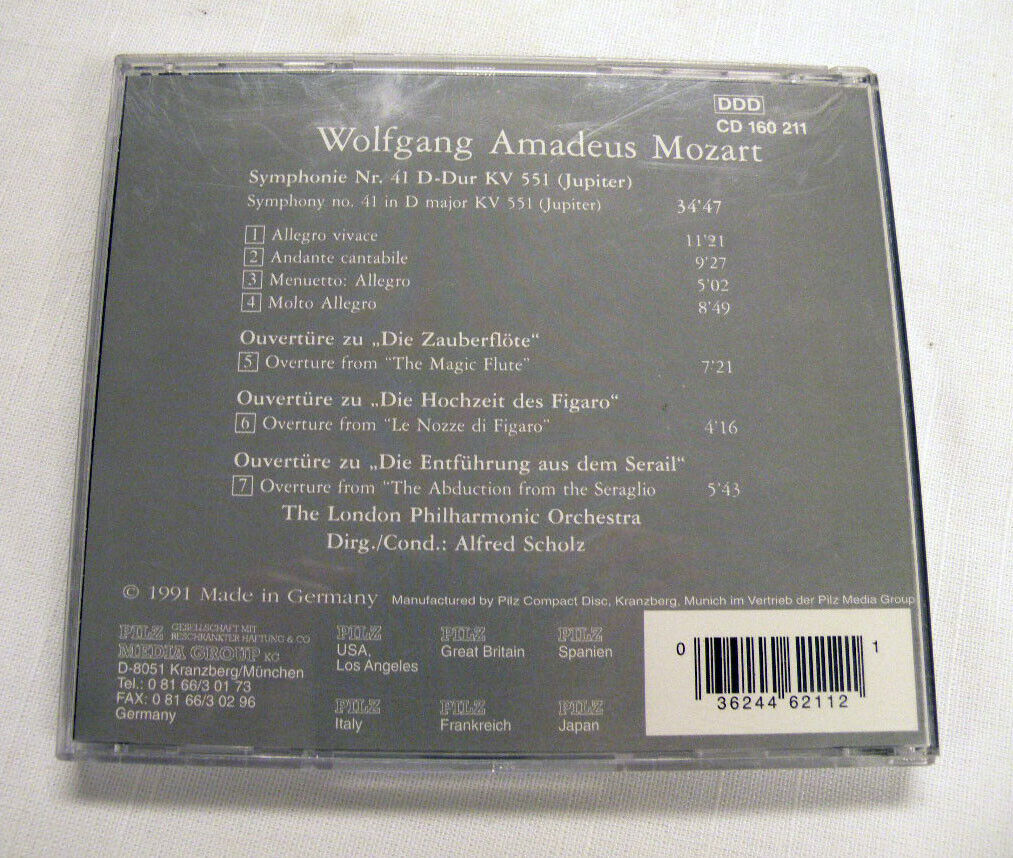 DDD
CD 160 211
Wolfgang Amadeus Mozart
Symphonie Nr. 41 D-Dur KV 551 (Jupiter)
Symphony no. 41 in D major KV 551 (Jupiter) 34'47
1 Allegro vivace 11'21
2 Andante cantabile 9'27
3 Menuetto: Allegro 5'02
4 Molto Allegro 8'49
Ouvertüre zu „Die Zauberflöte“
5 Overture from "The Magic Flute" 7'21
Ouvertüre zu „Die Hochzeit des Figaro“
6 Overture from "Le Nozze di Figaro" 4'16
Ouvertüre zu „Die Entführung aus dem Serail“
7 Overture from "The Abduction from the Seraglio 5'43
The London Philharmonic Orchestra
Dirg./Cond.: Alfred Scholz
© 1991 Made in Germany Manufactured by Pilz Compact Disc, Kranzberg, Munich im Vertrieb der Pilz Media Group
PILZ GESELLSCHAFT MIT
BESCHRÄNKTER HAFTUNG & CO
MEDIA GROUP KG
D-8051 Kranzberg/München
Tel.: 0 81 66/3 01 73
FAX: 0 81 66/3 02 96
Germany
PILZ
USA,
Los Angeles
PILZ
Great Britain
PILZ
Spanien
PILZ
Italy
PILZ
Frankreich
PILZ
Japan
0 36244 62112 1